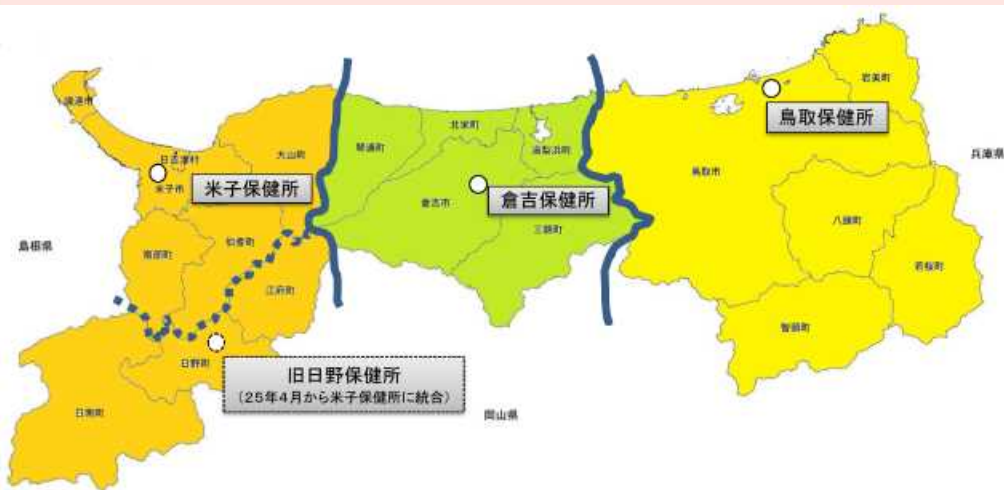 境港市
日吉津村
米子市
大山町
米子保健所
南部町
伯耆町
江府町
日野町
日南町
旧日野保健所
(25年4月から米子保健所に統合)
島根県
琴浦町
北栄町
湯梨浜町
倉吉市
倉吉保健所
三朝町
岡山県
鳥取保健所
岩美町
鳥取市
八頭町
若桜町
智頭町
兵庫県